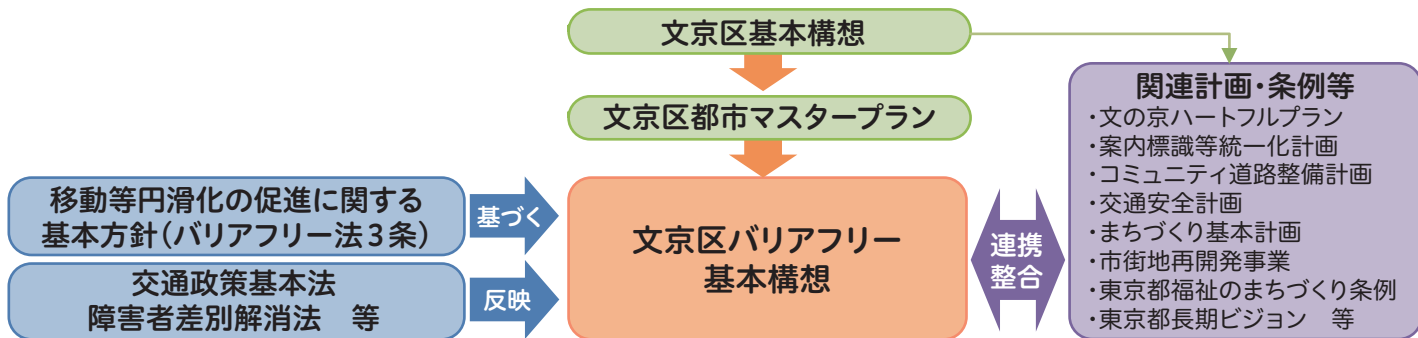 文京区基本構想
文京区都市マスタープラン
移動等円滑化の促進に関する
基本方針（バリアフリー法3条）
基づく
交通政策基本法
障害者差別解消法　等
反映
文京区バリアフリー
基本構想
連携
整合
関連計画・条例等
・文の京ハートフルプラン
・案内標識等統一化計画
・コミュニティ道路整備計画
・交通安全計画
・まちづくり基本計画
・市街地再開発事業
・東京都福祉のまちづくり条例
・東京都長期ビジョン　等